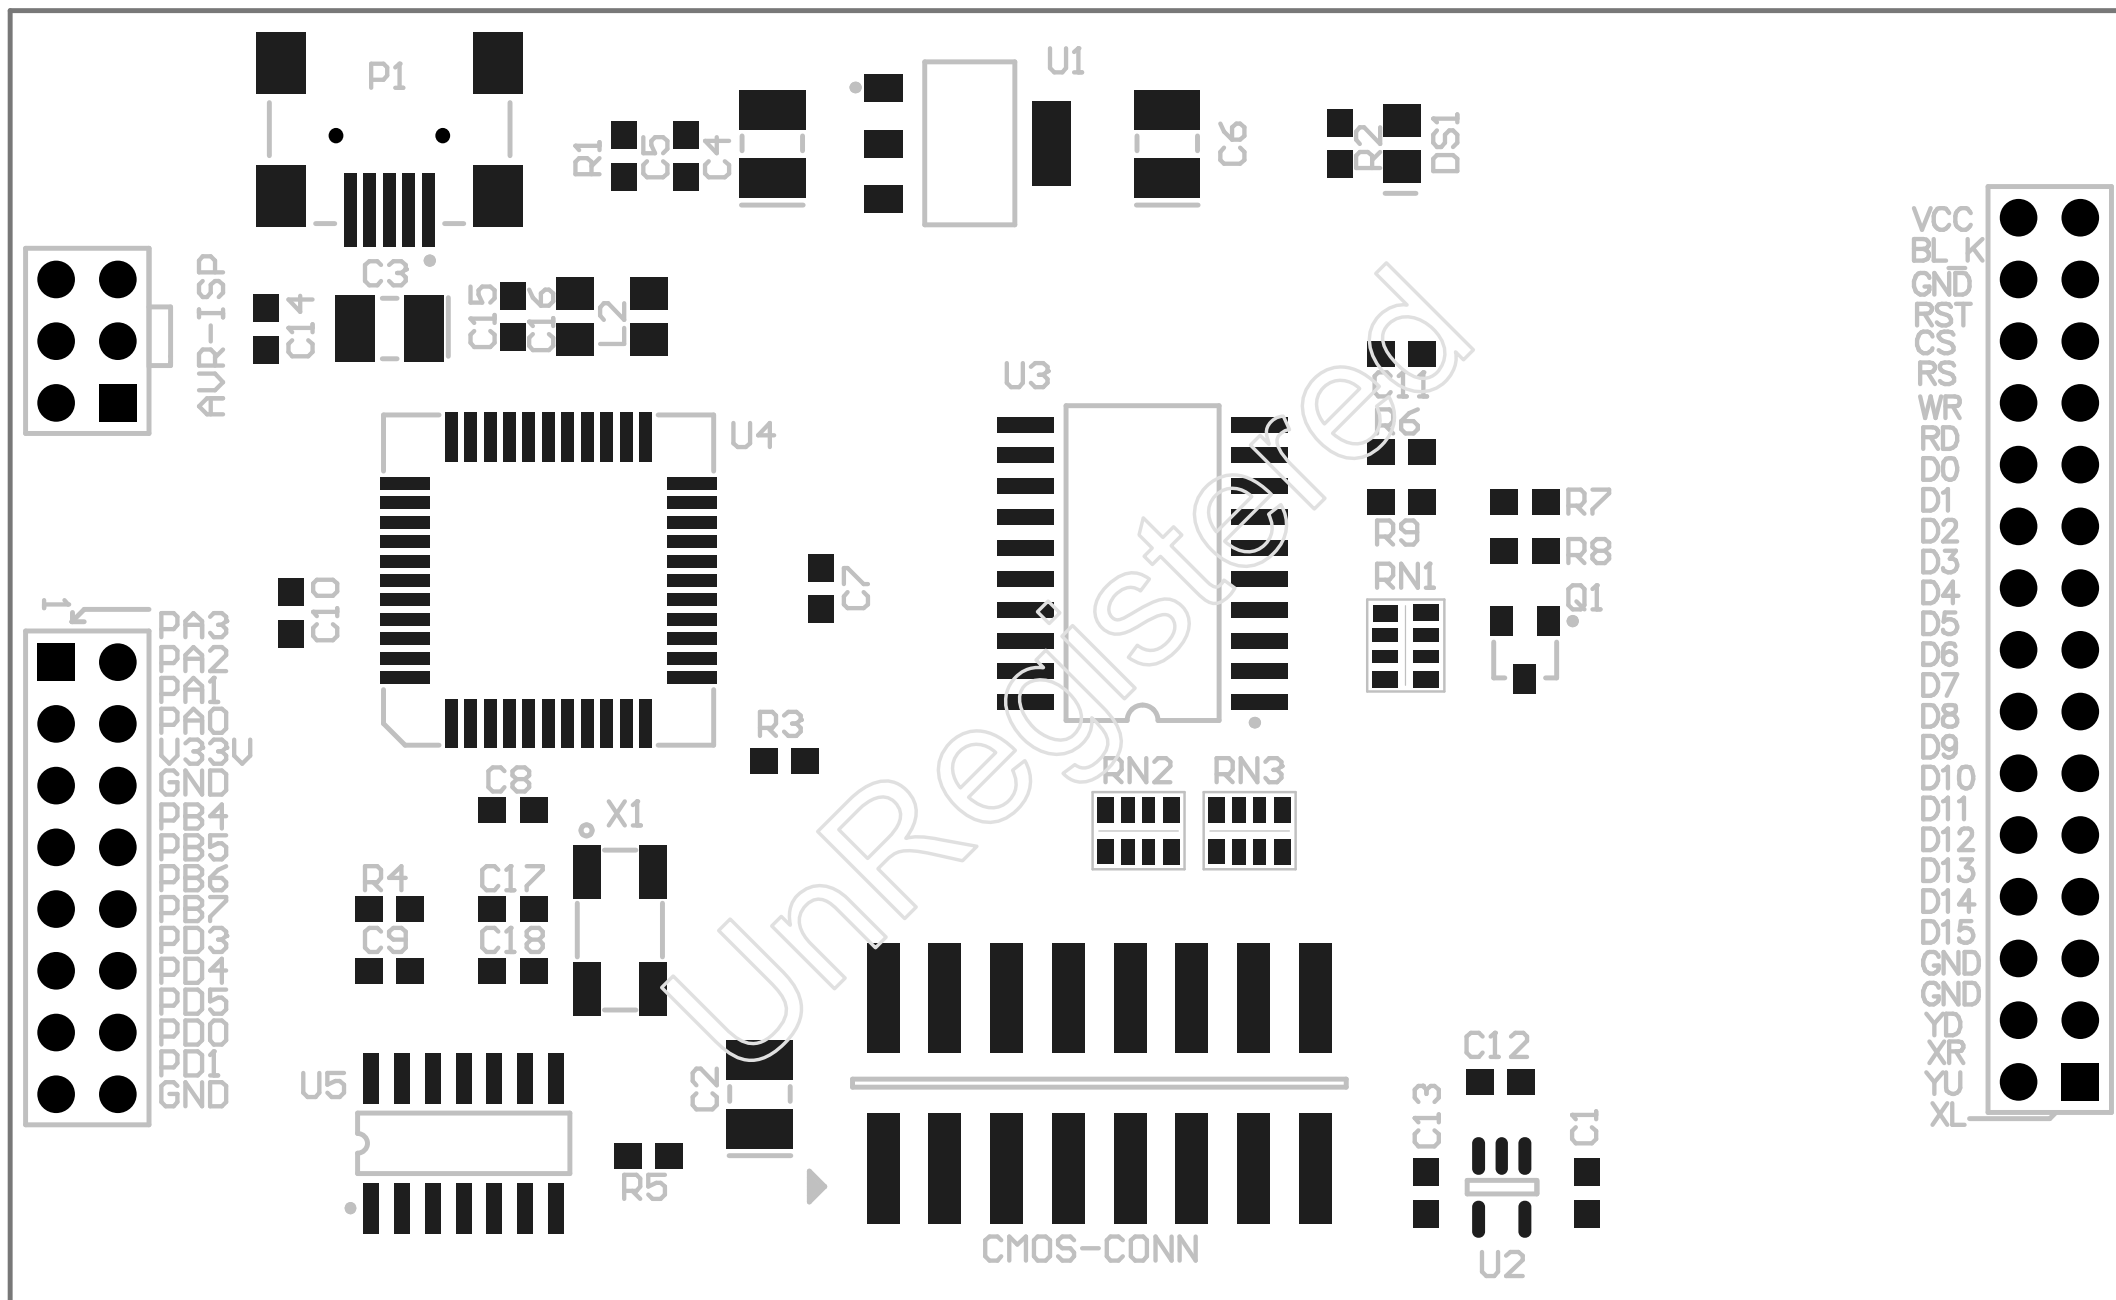 P1
U1
R1
C5
C4
C6
R2
DS1
AVR-ISP
C14
C3
C15
C16
L2
U3
C11
R6
U4
R9
R7
R8
RN1
Q1
C10
C7
1
PA3
PA2
PA1
PA0
V33V
GND
PB4
PB5
PB6
PB7
PD3
PD4
PD5
PD0
PD1
GND
R3
C8
X1
RN2
RN3
R4
C17
C9
C18
UnRegistered
U5
C2
R5
CMOS-CONN
C12
C13
C1
U2
VCC
BL_K
GND
RST
CS
RS
WR
RD
D0
D1
D2
D3
D4
D5
D6
D7
D8
D9
D10
D11
D12
D13
D14
D15
GND
GND
YD
XR
YU
XL